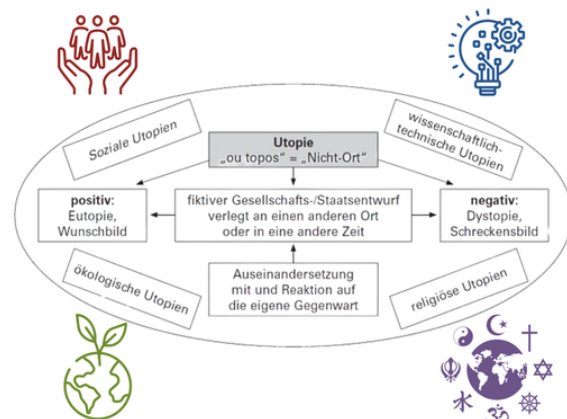 Soziale Utopien
wissenschaftlich-
technische Utopien
Utopie
„ou topos“ = „Nicht-Ort“
positiv:
Eutopie,
Wunschbild
fiktiver Gesellschafts-/Staatsentwurf
verlegt an einen anderen Ort
oder in eine andere Zeit
negativ:
Dystopie,
Schreckensbild
ökologische Utopien
Auseinandersetzung
mit und Reaktion auf
die eigene Gegenwart
religiöse Utopien